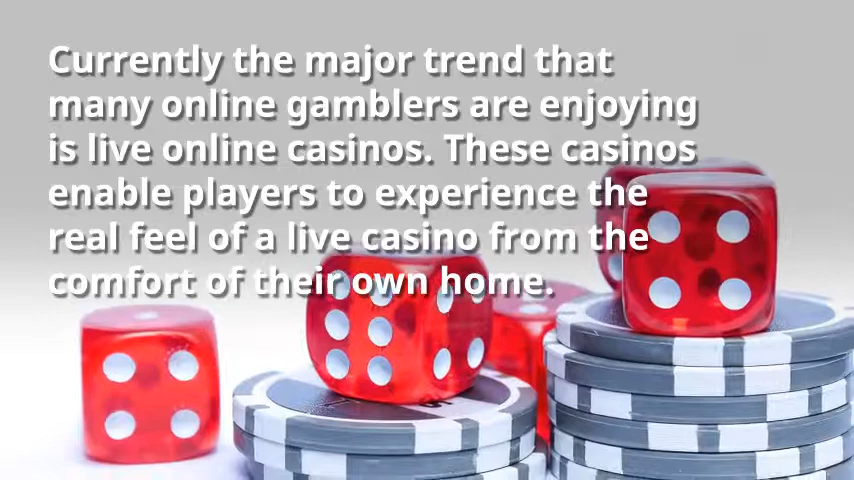 Currently the major trend that
many online gamblers are enjoying
is live online casinos. These casinos
enable players to experience the
real feel of a live casino from the
comfort of their own home.